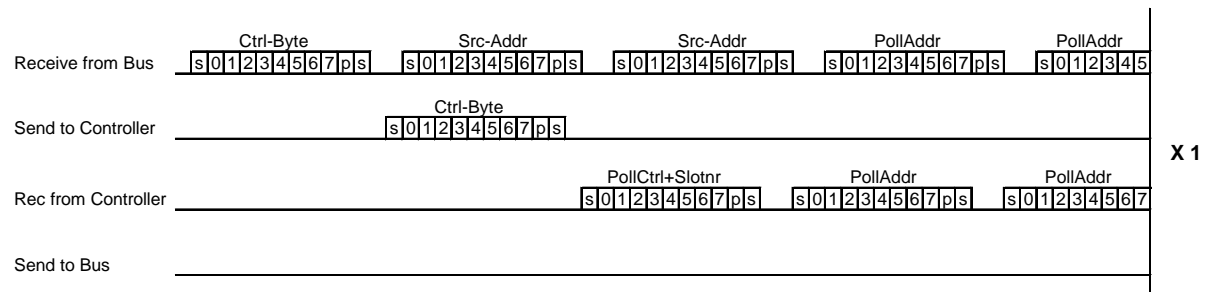 Ctrl-Byte Src-Addr Src-Addr PollAddr PollAddr
Receive from Bus s 0 1 2 3 4 5 6 7 p s s 0 1 2 3 4 5 6 7 p s s 0 1 2 3 4 5 6 7 p s s 0 1 2 3 4 5 6 7 p s s 0 1 2 3 4 5
Ctrl-Byte
Send to Controller s 0 1 2 3 4 5 6 7 p s
X 1
PollCtrl+Slotnr PollAddr PollAddr
Rec from Controller s 0 1 2 3 4 5 6 7 p s s 0 1 2 3 4 5 6 7 p s s 0 1 2 3 4 5 6 7
Send to Bus